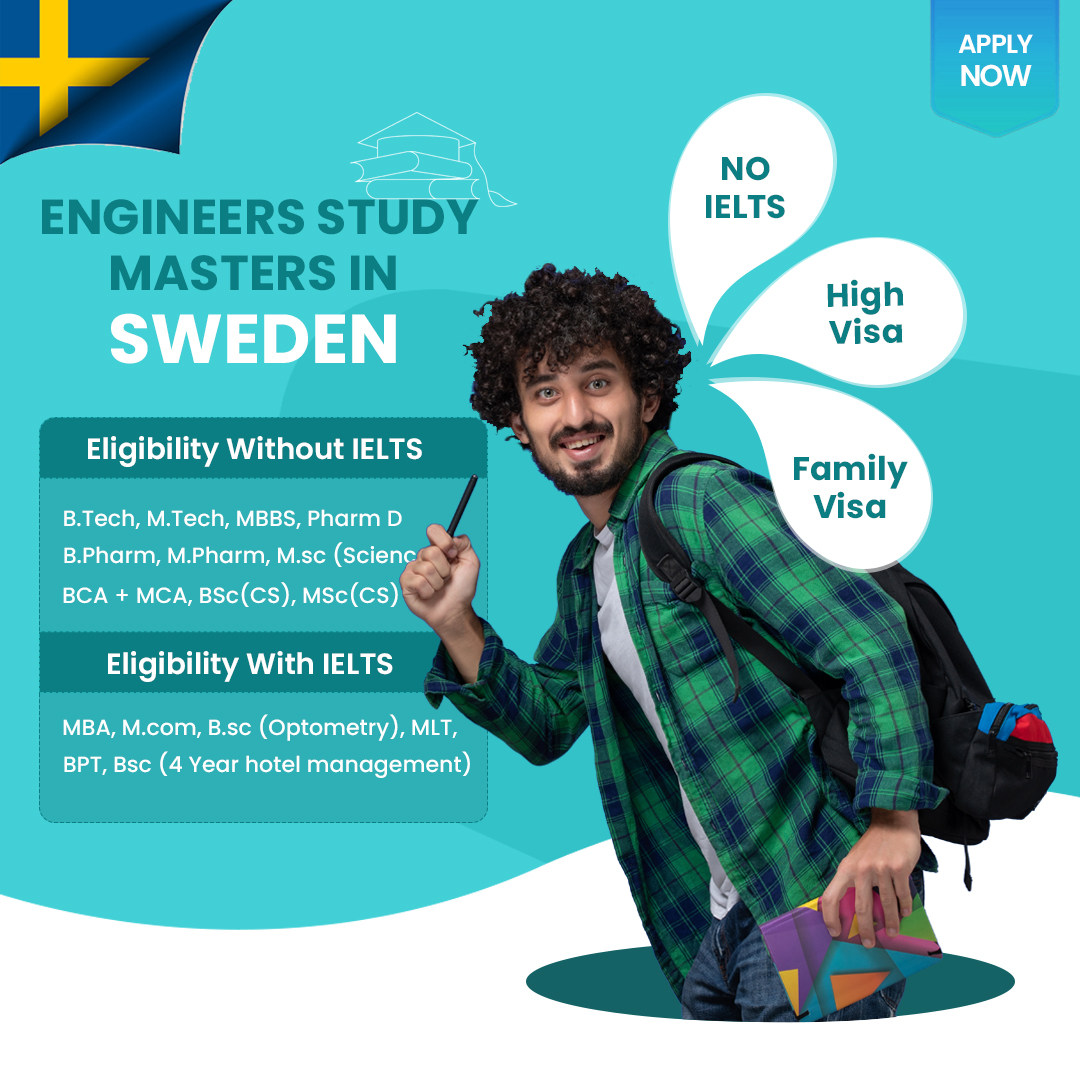 APPLY
NOW
NO
IELTS
ENGINEERS STUDY
MASTERS IN
SWEDEN
High
Visa
Family
Visa
Eligibility Without IELTS
B.Tech, M.Tech, MBBS, Pharm D
B.Pharm, M.Pharm, M.sc (Scienc
BCA + MCA, BSc(CS), MSc(CS)
Eligibility With IELTS
MBA, M.com, B.sc (Optometry), MLT,
BPT, Bsc (4 Year hotel management)